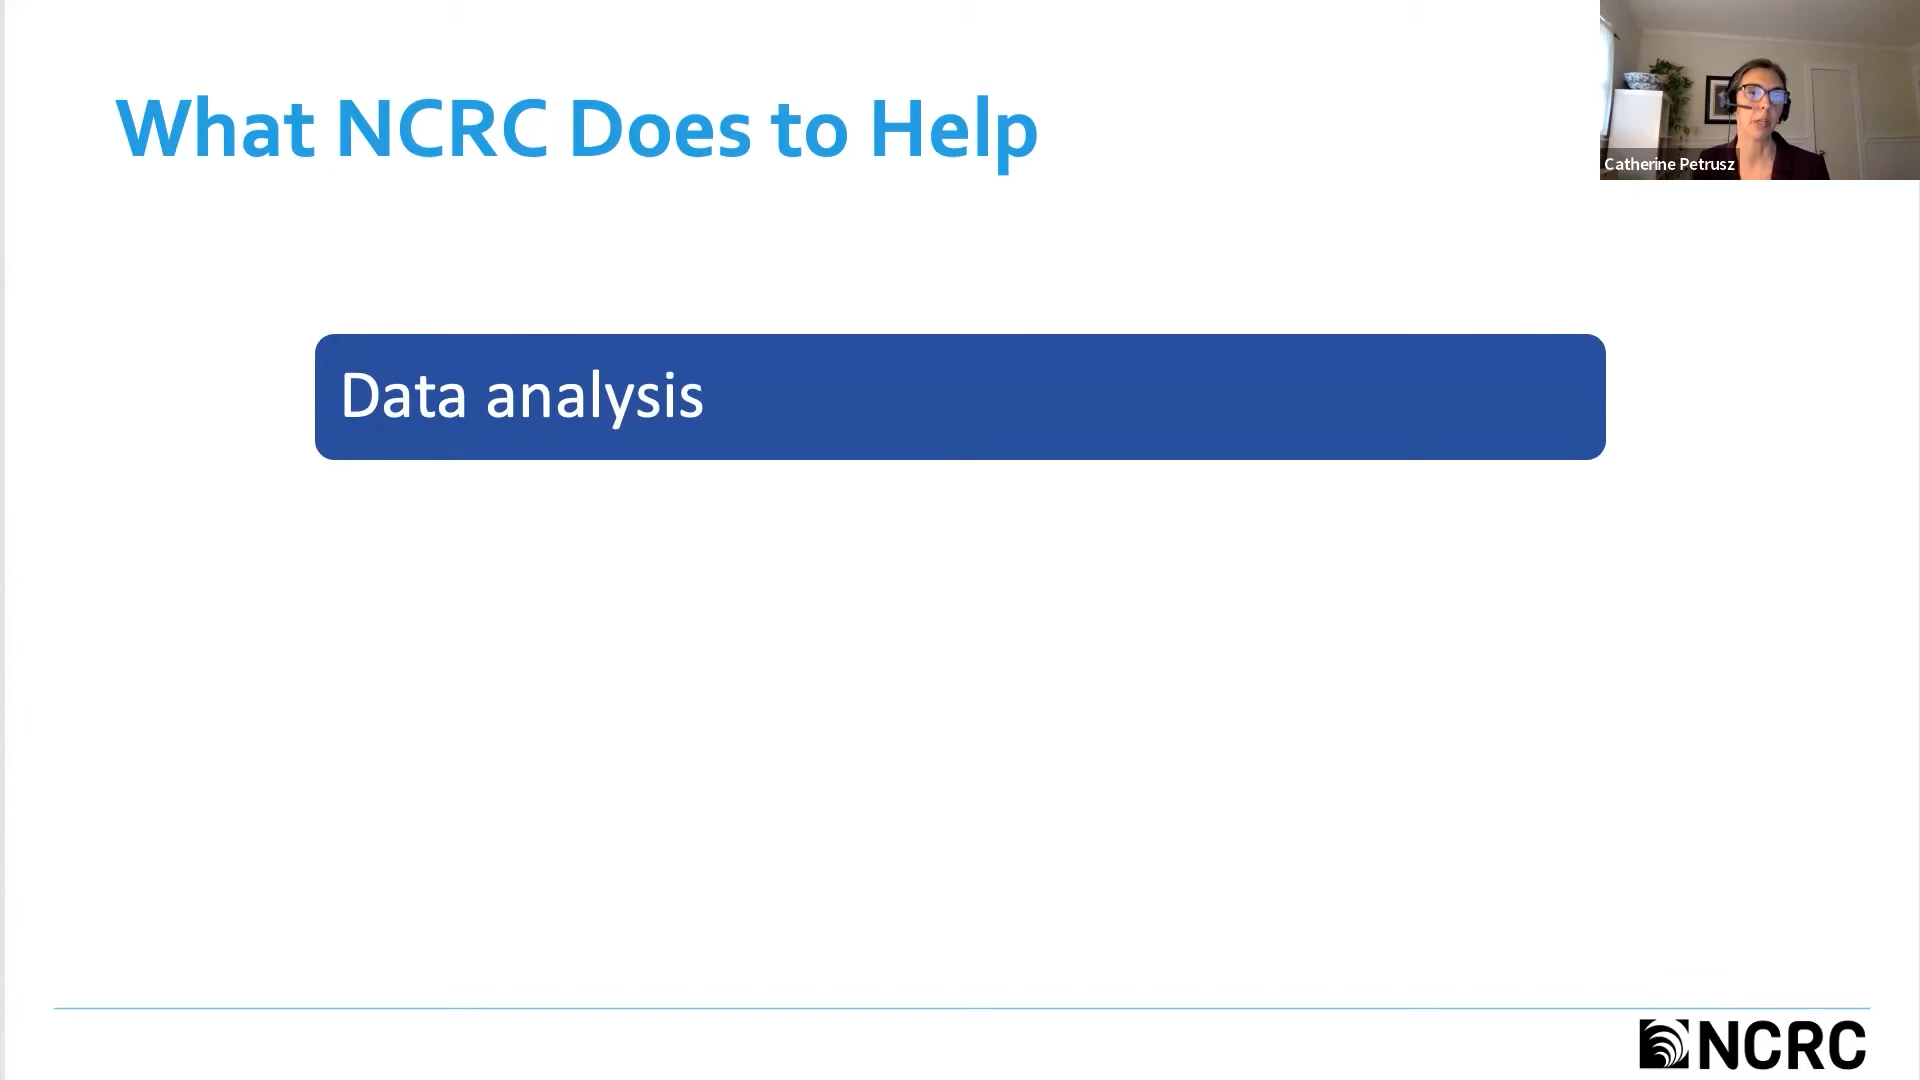 What NCRC Does to Help
Catherine Petrusz
Data analysis
NCRC